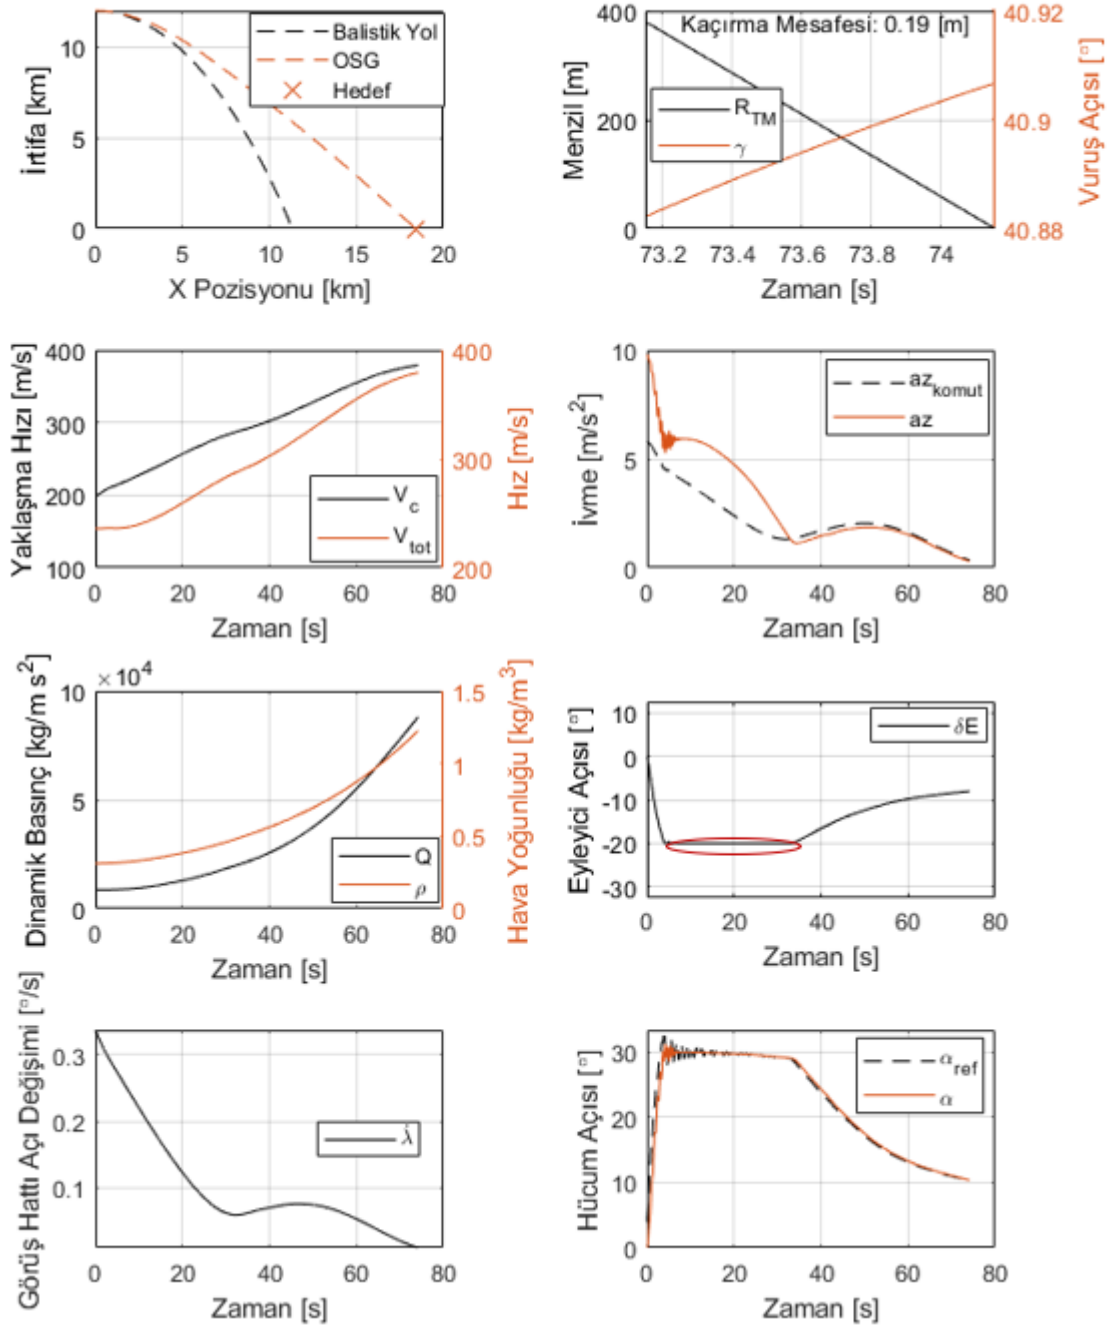 10
5
0
İrtifa [km]
Balistik Yol
OSG
Hedef
0 5 10 15 20
X Pozisyonu [km]
Kaçırma Mesafesi: 0.19 [m]
400
200
0
Menzil [m]
R_TM
γ
40.92
40.9
40.88
Vuruş Açısı [°]
73.2 73.4 73.6 73.8 74
Zaman [s]
400
300
200
100
Yaklaşma Hızı [m/s]
V_c
V_tot
400
300
200
Hız [m/s]
0 20 40 60 80
Zaman [s]
10
5
0
İvme [m/s²]
az_komut
az
0 20 40 60 80
Zaman [s]
×10⁴
10
5
0
Dinamik Basınç [kg/m s²]
Q
ρ
1.5
1
0.5
0
Hava Yoğunluğu [kg/m³]
0 20 40 60 80
Zaman [s]
10
0
-10
-20
-30
Eyleyici Açısı [°]
δE
0 20 40 60 80
Zaman [s]
0.3
0.2
0.1
Görüş Hattı Açı Değişimi [°/s]
λ̇
0 20 40 60 80
Zaman [s]
30
20
10
0
Hücum Açısı [°]
α_ref
α
0 20 40 60 80
Zaman [s]